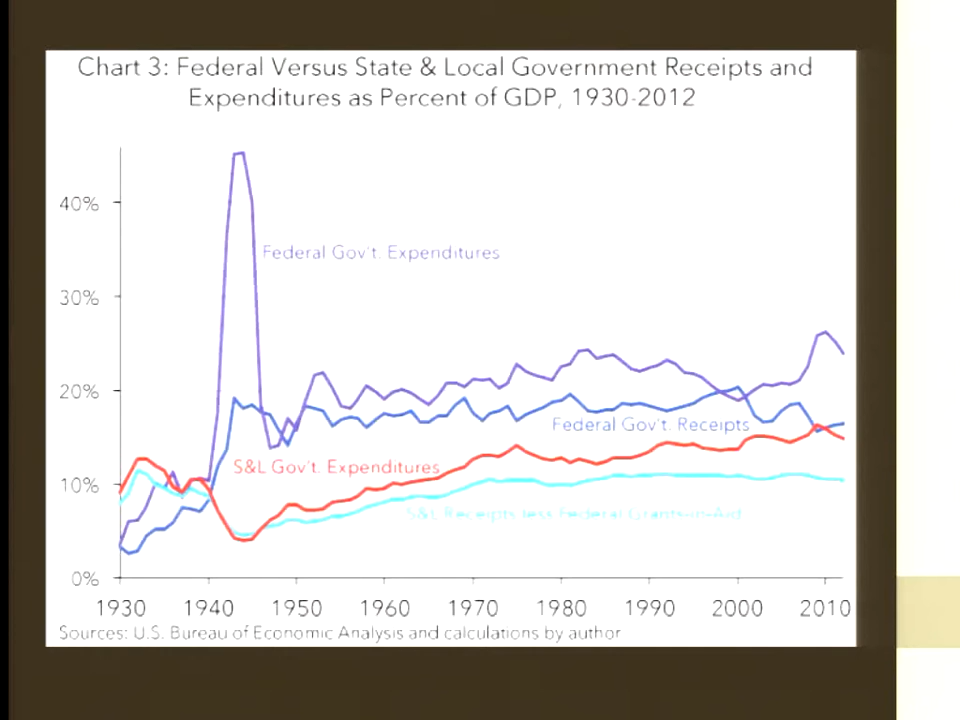 Chart 3: Federal Versus State & Local Government Receipts and
Expenditures as Percent of GDP, 1930-2012
40%
Federal Gov't. Expenditures
30%
20%
Federal Gov't. Receipts
S&L Gov't. Expenditures
10%
S&L Receipts less Federal Grants-in-Aid
0%
1930 1940 1950 1960 1970 1980 1990 2000 2010
Sources: U.S. Bureau of Economic Analysis and calculations by author